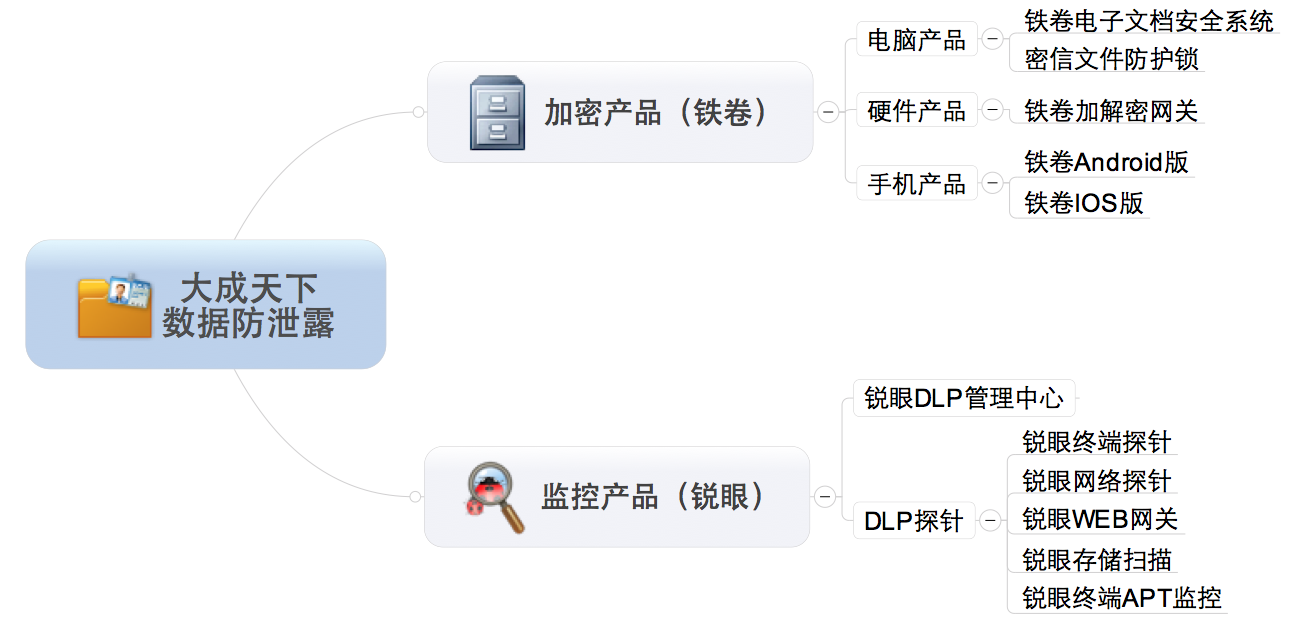 大成天下
数据防泄露
加密产品（铁卷）
电脑产品
铁卷电子文档安全系统
密信文件防护锁
硬件产品
铁卷加解密网关
手机产品
铁卷Android版
铁卷IOS版
监控产品（锐眼）
锐眼DLP管理中心
DLP探针
锐眼终端探针
锐眼网络探针
锐眼WEB网关
锐眼存储扫描
锐眼终端APT监控